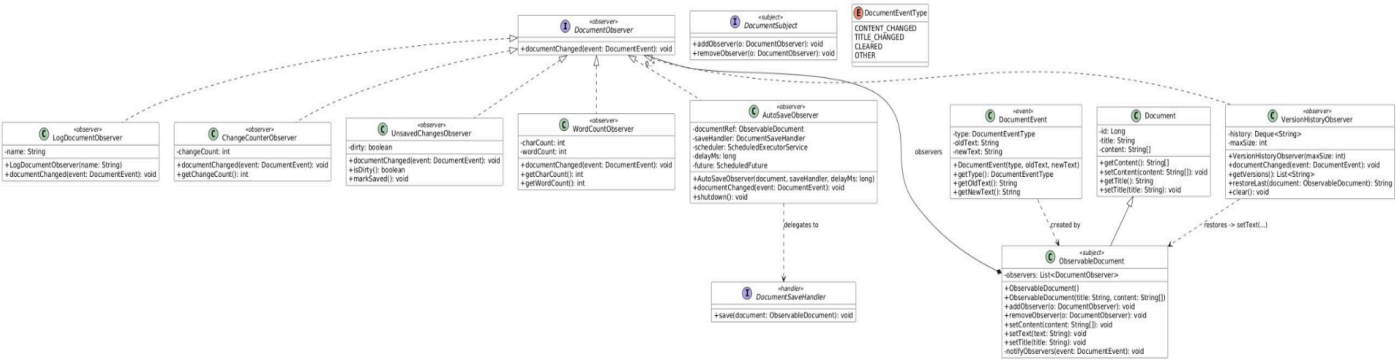 «observer»
I DocumentObserver
+documentChanged(event: DocumentEvent): void
«subject»
I DocumentSubject
+addObserver(o: DocumentObserver): void
+removeObserver(o: DocumentObserver): void
E DocumentEventType
CONTENT_CHANGED
TITLE_CHANGED
CLEARED
OTHER
«observer»
C LogDocumentObserver
-name: String
+LogDocumentObserver(name: String)
+documentChanged(event: DocumentEvent): void
«observer»
C ChangeCounterObserver
-changeCount: int
+documentChanged(event: DocumentEvent): void
+getChangeCount(): int
«observer»
C UnsavedChangesObserver
-dirty: boolean
+documentChanged(event: DocumentEvent): void
+isDirty(): boolean
+markSaved(): void
«observer»
C WordCountObserver
-charCount: int
-wordCount: int
+documentChanged(event: DocumentEvent): void
+getCharCount(): int
+getWordCount(): int
«observer»
C AutoSaveObserver
-documentRef: ObservableDocument
-saveHandler: DocumentSaveHandler
-scheduler: ScheduledExecutorService
-delayMs: long
-future: ScheduledFuture
+AutoSaveObserver(document, saveHandler, delayMs: long)
+documentChanged(event: DocumentEvent): void
+shutdown(): void
observers
«event»
C DocumentEvent
-type: DocumentEventType
-oldText: String
-newText: String
+DocumentEvent(type, oldText, newText)
+getType(): DocumentEventType
+getOldText(): String
+getNewText(): String
C Document
-id: Long
-title: String
-content: String[]
+getContent(): String[]
+setContent(content: String[]): void
+getTitle(): String
+setTitle(title: String): void
«observer»
C VersionHistoryObserver
-history: Deque<String>
-maxSize: int
+VersionHistoryObserver(maxSize: int)
+documentChanged(event: DocumentEvent): void
+getVersions(): List<String>
+restoreLast(document: ObservableDocument): String
+clear(): void
delegates to
created by
restores -> setText(...)
«handler»
I DocumentSaveHandler
+save(document: ObservableDocument): void
«subject»
C ObservableDocument
-observers: List<DocumentObserver>
+ObservableDocument()
+ObservableDocument(title: String, content: String[])
+addObserver(o: DocumentObserver): void
+removeObserver(o: DocumentObserver): void
+setContent(content: String[]): void
+setText(text: String): void
+setTitle(title: String): void
-notifyObservers(event: DocumentEvent): void